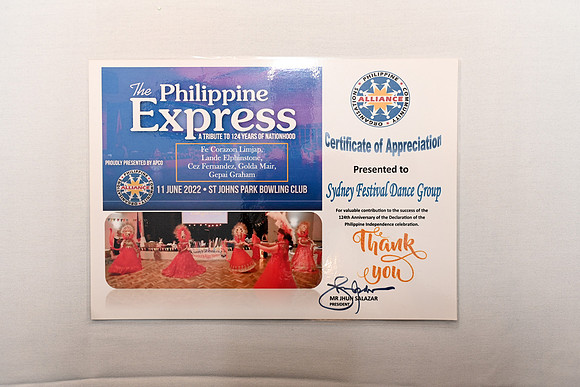 The Philippine
Express
A TRIBUTE TO 124 YEARS OF NATIONHOOD
Fe Corazon Limjap,
Lande Elphinstone,
Cez Fernandez, Golda Mair,
Gepai Graham
PROUDLY PRESENTED BY APCO
ALLIANCE
11 JUNE 2022 • ST JOHNS PARK BOWLING CLUB
PHILIPPINE
COMMUNITY
ORGANIZATIONS
ALLIANCE
Certificate of Appreciation
Presented to
Sydney Festival Dance Group
For valuable contribution to the success of the
124th Anniversary of the Declaration of the
Philippine Independence celebration.
Thank
you
MR JHUN SALAZAR
PRESIDENT